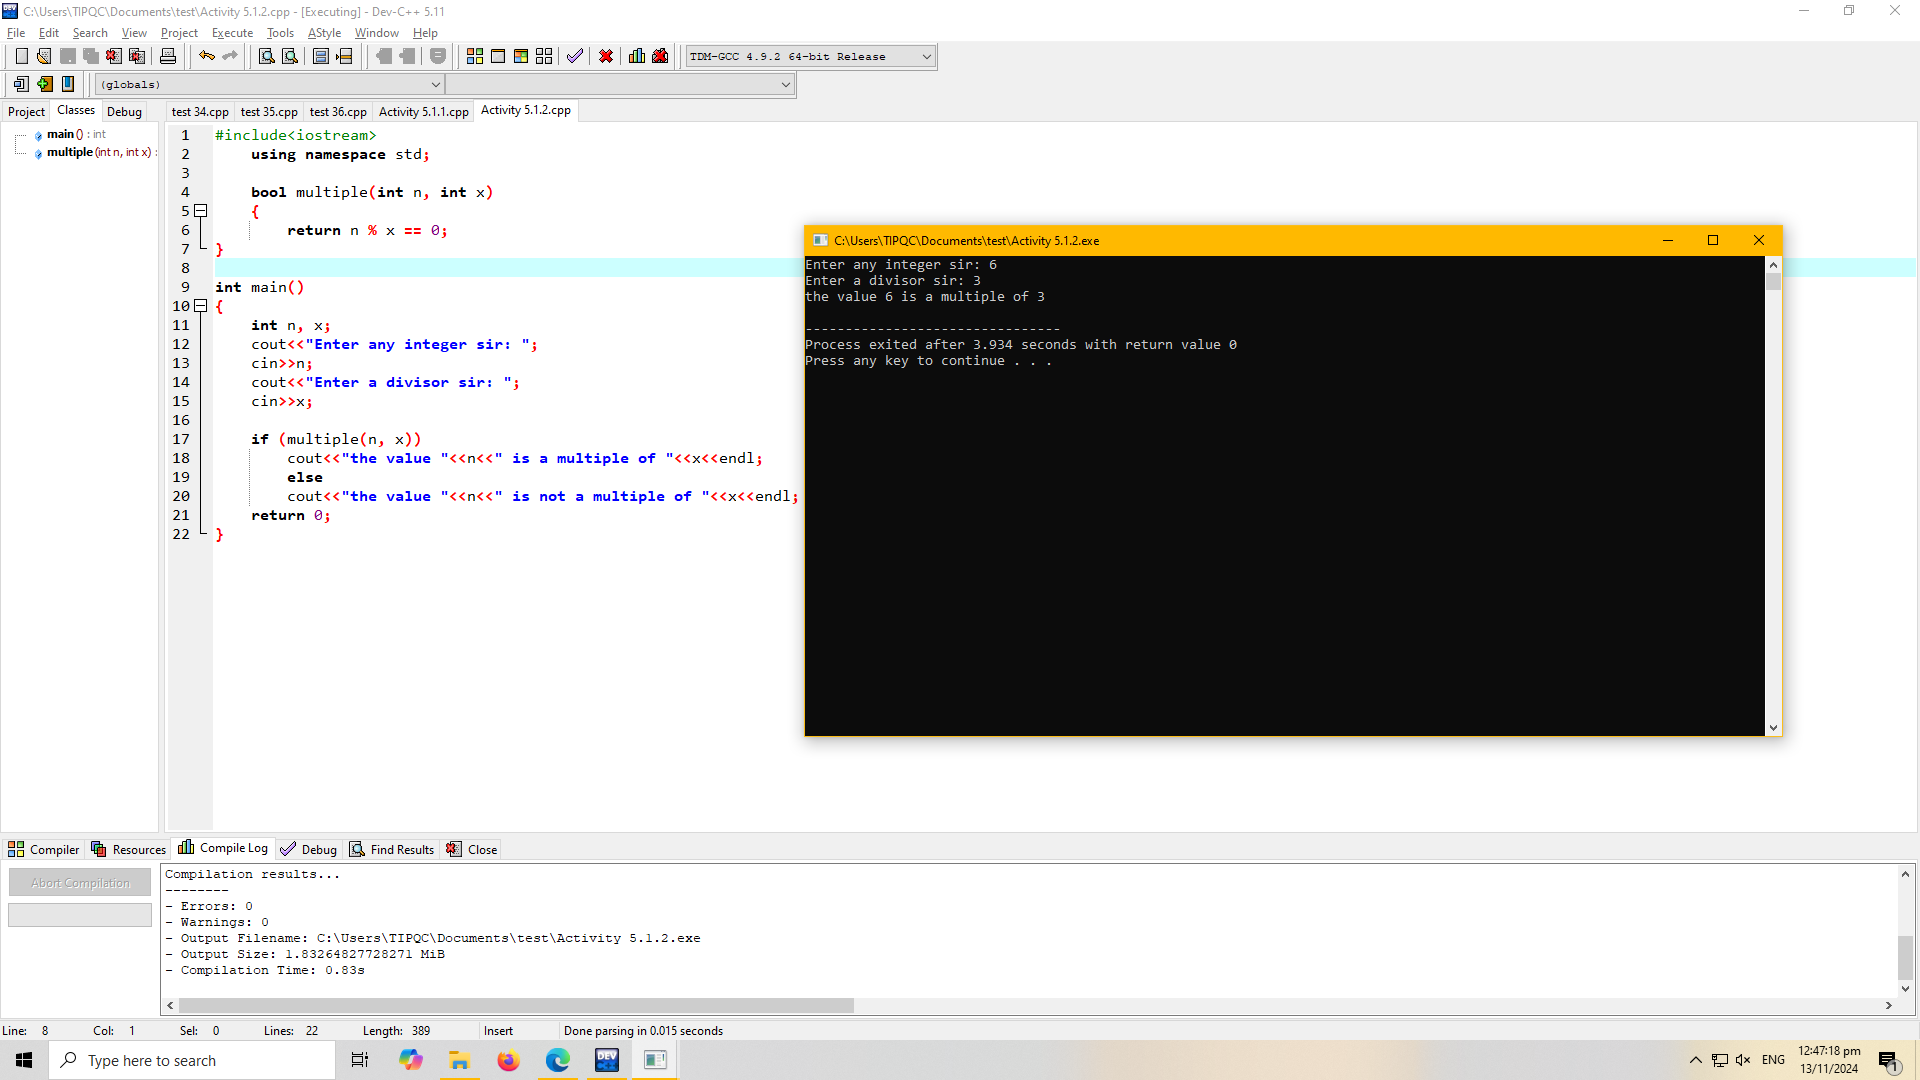 C:\Users\TIPQC\Documents\test\Activity 5.1.2.cpp - [Executing] - Dev-C++ 5.11
File Edit Search View Project Execute Tools AStyle Window Help
TDM-GCC 4.9.2 64-bit Release
(globals)
Project Classes Debug
test 34.cpp test 35.cpp test 36.cpp Activity 5.1.1.cpp Activity 5.1.2.cpp
main () : int
multiple (int n, int x) :
1 #include<iostream>
2 using namespace std;
3
4 bool multiple(int n, int x)
5 {
6 return n % x == 0;
7 }
8
9 int main()
10 {
11 int n, x;
12 cout<<"Enter any integer sir: ";
13 cin>>n;
14 cout<<"Enter a divisor sir: ";
15 cin>>x;
16
17 if (multiple(n, x))
18 cout<<"the value "<<n<<" is a multiple of "<<x<<endl;
19 else
20 cout<<"the value "<<n<<" is not a multiple of "<<x<<endl;
21 return 0;
22 }
C:\Users\TIPQC\Documents\test\Activity 5.1.2.exe
Enter any integer sir: 6
Enter a divisor sir: 3
the value 6 is a multiple of 3
--------------------------------
Process exited after 3.934 seconds with return value 0
Press any key to continue . . .
Compiler Resources Compile Log Debug Find Results Close
Abort Compilation
Compilation results...
--------
- Errors: 0
- Warnings: 0
- Output Filename: C:\Users\TIPQC\Documents\test\Activity 5.1.2.exe
- Output Size: 1.83264827728271 MiB
- Compilation Time: 0.83s
Line: 8 Col: 1 Sel: 0 Lines: 22 Length: 389 Insert Done parsing in 0.015 seconds
Type here to search
DEV
ENG
12:47:18 pm
13/11/2024
1